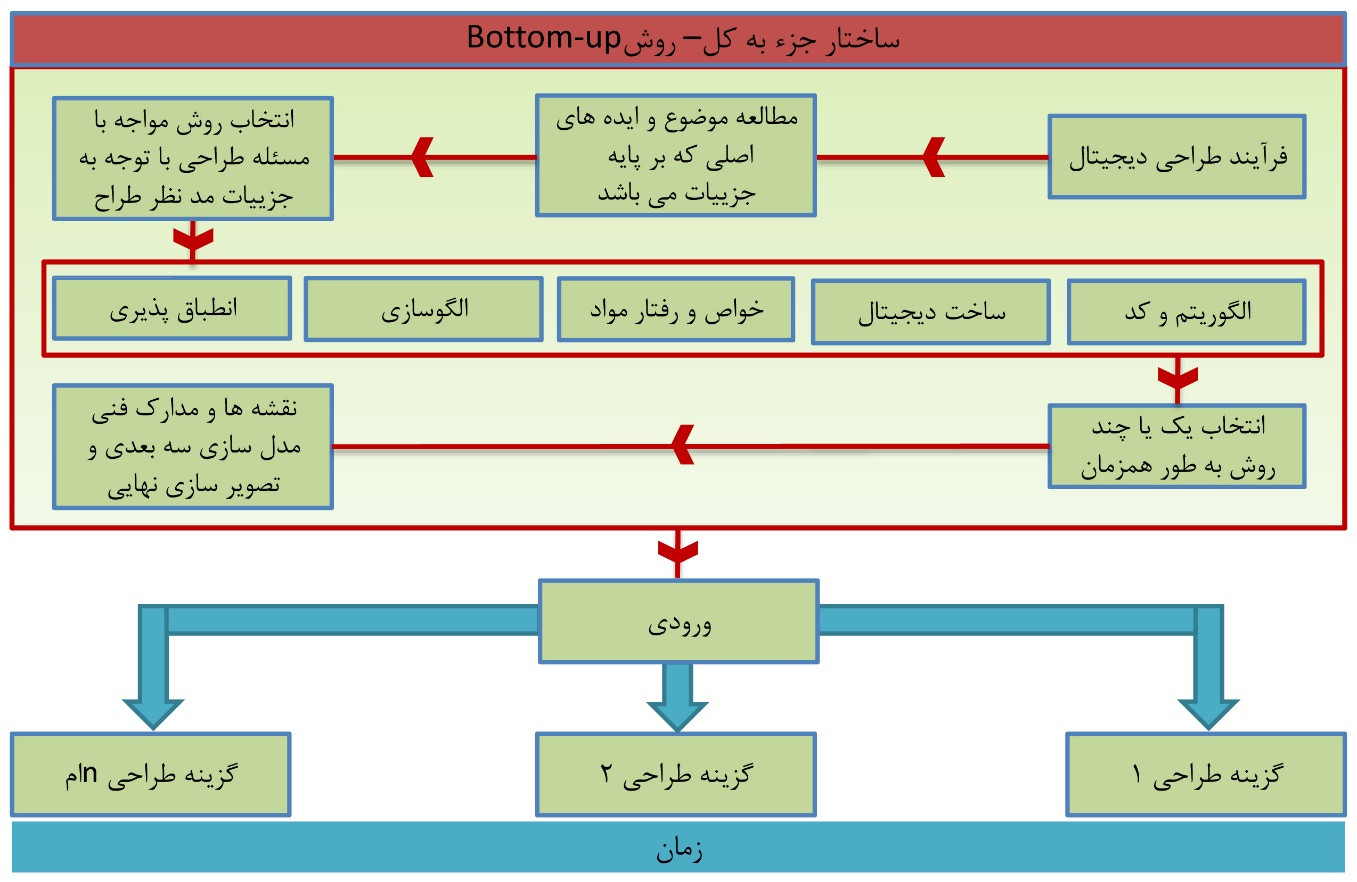 ساختار جزء به کل– روشBottom-up
فرآیند طراحی دیجیتال
مطالعه موضوع و ایده های
اصلی که بر پایه
جزییات می باشد
انتخاب روش مواجه با
مسئله طراحی با توجه به
جزییات مد نظر طراح
الگوریتم و کد
ساخت دیجیتال
خواص و رفتار مواد
الگوسازی
انطباق پذیری
انتخاب یک یا چند
روش به طور همزمان
نقشه ها و مدارک فنی
مدل سازی سه بعدی و
تصویر سازی نهایی
ورودی
گزینه طراحی ۱
گزینه طراحی ۲
گزینه طراحی nام
زمان